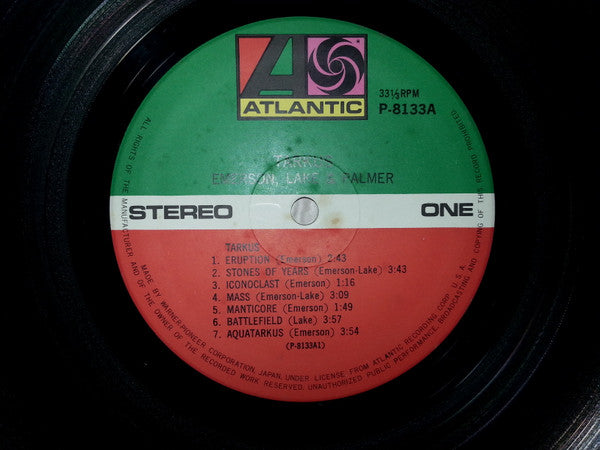 ATLANTIC
33⅓RPM
P-8133A
TARKUS
EMERSON, LAKE & PALMER
STEREO
ONE
TARKUS
1. ERUPTION (Emerson) 2:43
2. STONES OF YEARS (Emerson-Lake) 3:43
3. ICONOCLAST (Emerson) 1:16
4. MASS (Emerson-Lake) 3:09
5. MANTICORE (Emerson) 1:49
6. BATTLEFIELD (Lake) 3:57
7. AQUATARKUS (Emerson) 3:54
(P-8133A1)
ALL RIGHTS OF THE MANUFACTURER AND OF THE OWNER OF THE RECORDED WORK RESERVED. UNAUTHORIZED PUBLIC PERFORMANCE, BROADCASTING AND COPYING OF THIS RECORD PROHIBITED.
MADE BY WARNER-PIONEER CORPORATION, JAPAN, UNDER LICENSE FROM ATLANTIC RECORDING CORP., U.S.A.